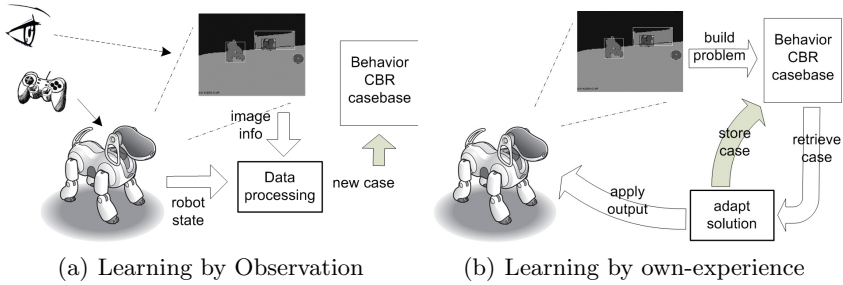 image
info
Behavior
CBR
casebase
Data
processing
new case
robot
state
(a) Learning by Observation
build
problem
Behavior
CBR
casebase
store
case
retrieve
case
apply
output
adapt
solution
(b) Learning by own-experience